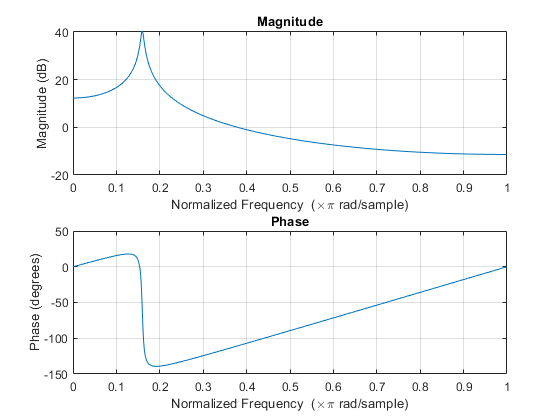 Magnitude
40
20
0
-20
Magnitude (dB)
0 0.1 0.2 0.3 0.4 0.5 0.6 0.7 0.8 0.9 1
Normalized Frequency (×π rad/sample)
Phase
50
0
-50
-100
-150
Phase (degrees)
0 0.1 0.2 0.3 0.4 0.5 0.6 0.7 0.8 0.9 1
Normalized Frequency (×π rad/sample)